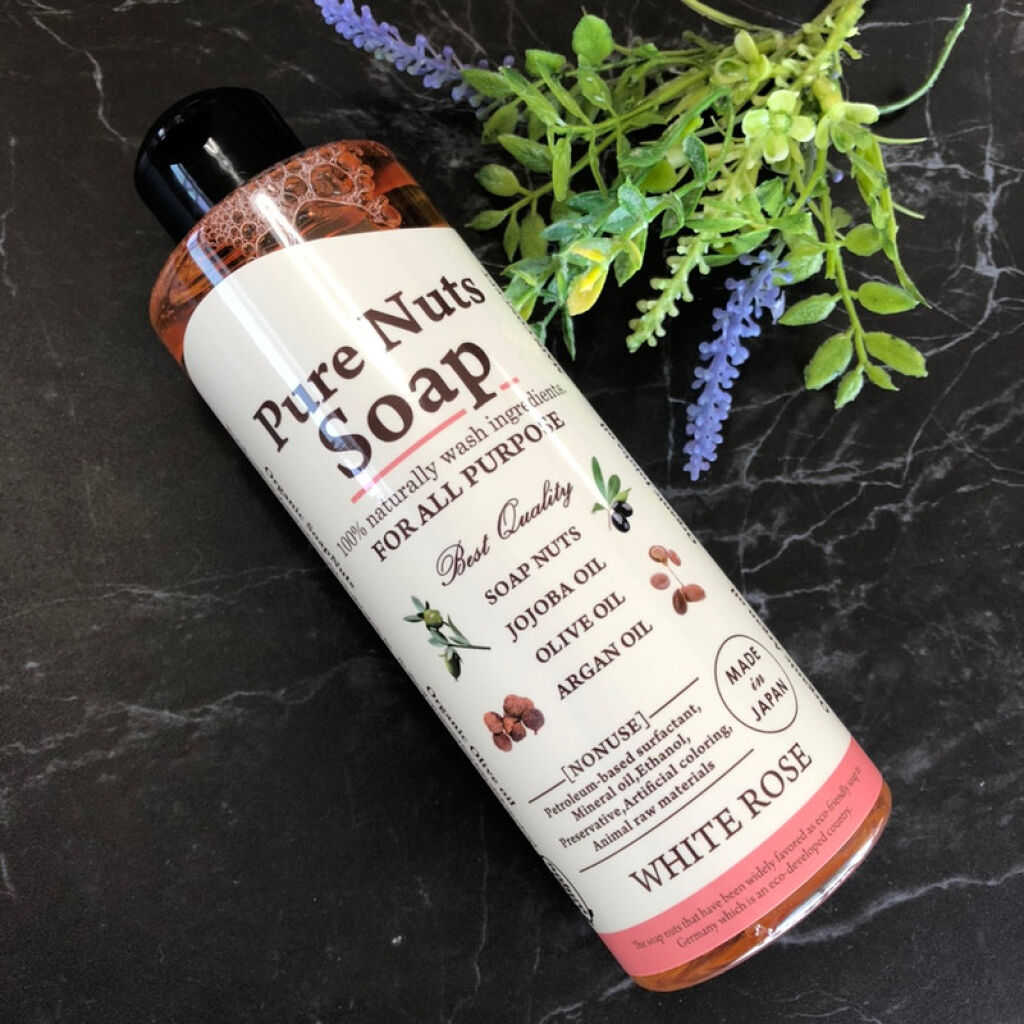 Pure Nuts
Soap
100% naturally wash ingredients.
FOR ALL PURPOSE
Best Quality
SOAP NUTS
JOJOBA OIL
OLIVE OIL
ARGAN OIL
MADE
in
JAPAN
[NONUSE]
Petroleum-based surfactant,
Mineral oil,Ethanol,
Preservative,Artificial coloring,
Animal raw materials
WHITE ROSE
The soap nuts that have been widely favored as eco-friendly soap in
Germany which is an eco-developed country.
Organic SoapNuts
Organic Olive oil